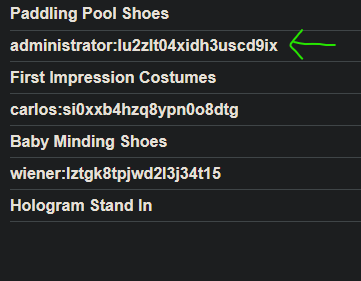 Paddling Pool Shoes
administrator:lu2zlt04xidh3uscd9ix
First Impression Costumes
carlos:si0xxb4hzq8ypn0o8dtg
Baby Minding Shoes
wiener:lztgk8tpjwd2l3j34t15
Hologram Stand In